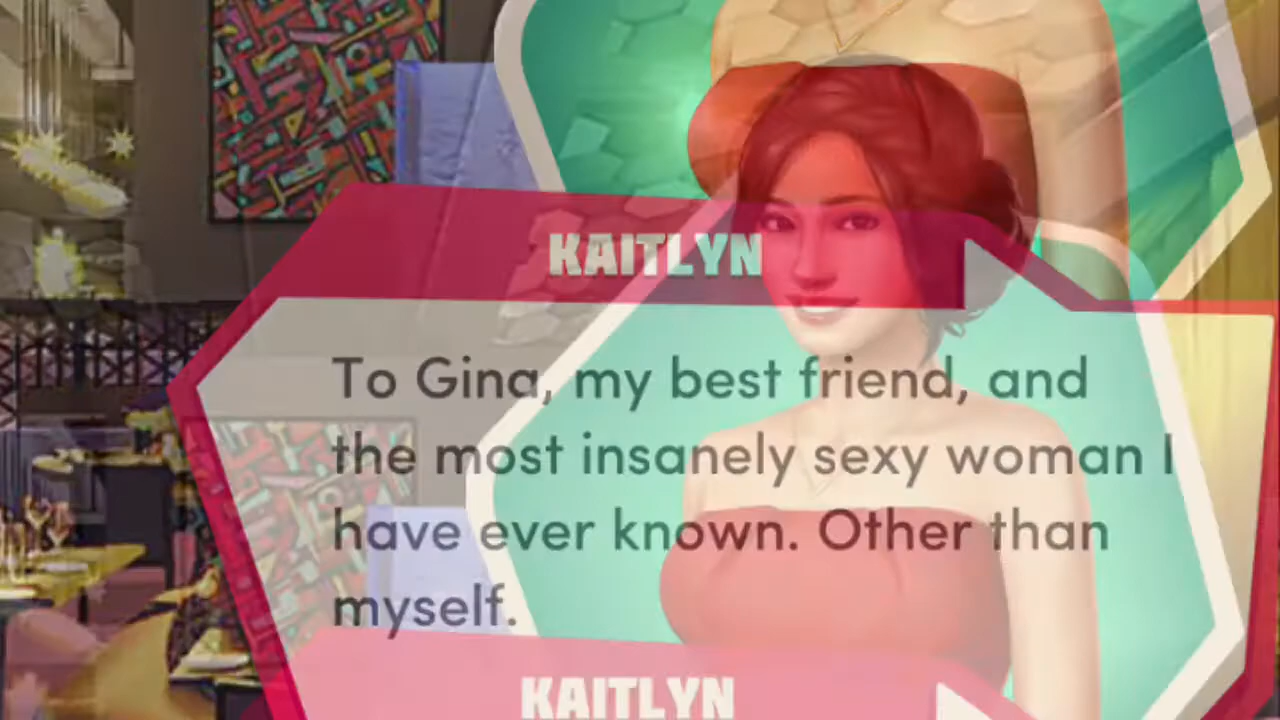 KAITLYN
To Gina, my best friend, and
the most insanely sexy woman I
have ever known. Other than
myself.
KAITLYN